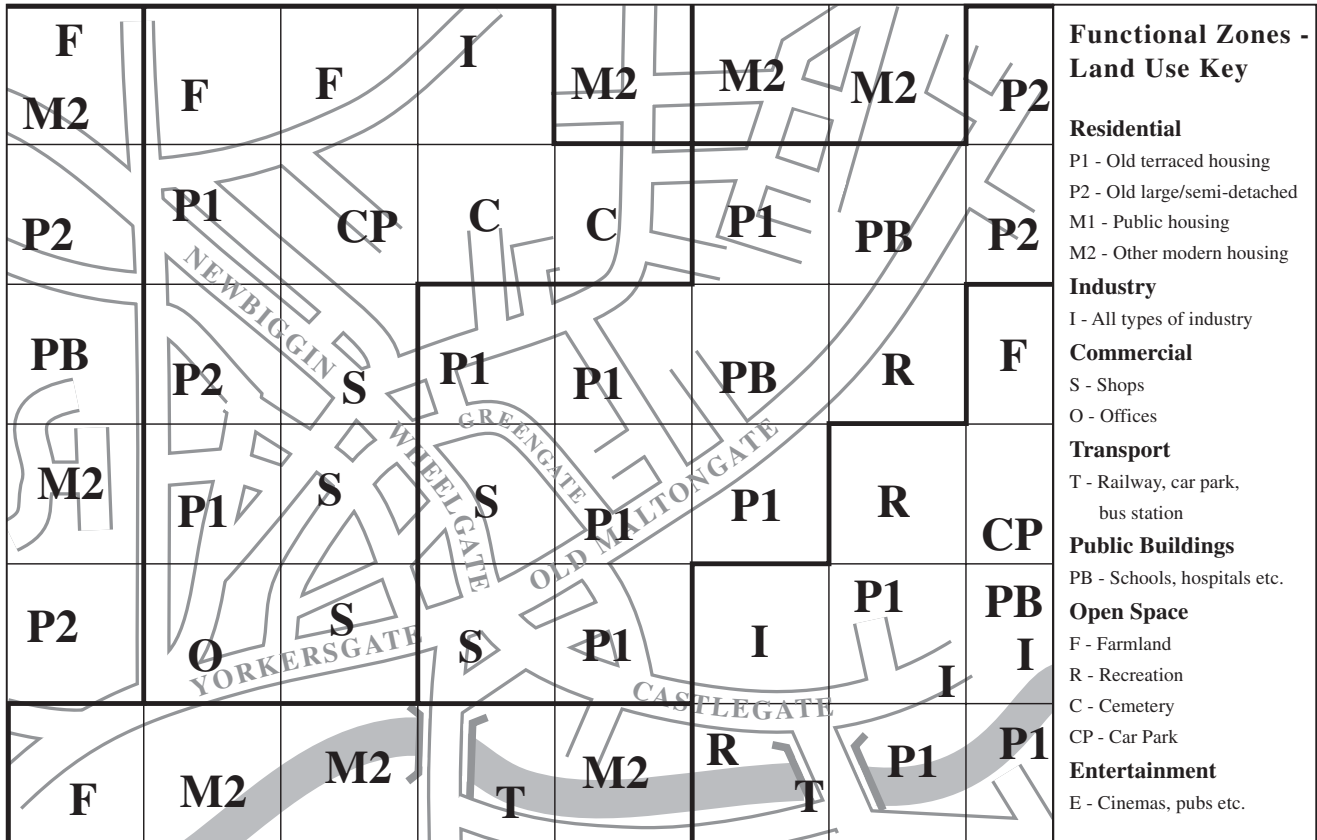 F
I
F
F
M2
M2
M2
M2
P2
P2
P1
CP
C
C
P1
PB
P2
NEWBIGGIN
PB
P2
S
P1
P1
PB
R
F
WHEELGATE
GREENGATE
M2
P1
S
S
P1
P1
R
CP
OLD MALTONGATE
P2
O
S
S
P1
I
P1
PB
I
I
YORKERSGATE
CASTLEGATE
F
M2
M2
T
M2
R
T
P1
P1
Functional Zones -
Land Use Key
Residential
P1 - Old terraced housing
P2 - Old large/semi-detached
M1 - Public housing
M2 - Other modern housing
Industry
I - All types of industry
Commercial
S - Shops
O - Offices
Transport
T - Railway, car park,
bus station
Public Buildings
PB - Schools, hospitals etc.
Open Space
F - Farmland
R - Recreation
C - Cemetery
CP - Car Park
Entertainment
E - Cinemas, pubs etc.